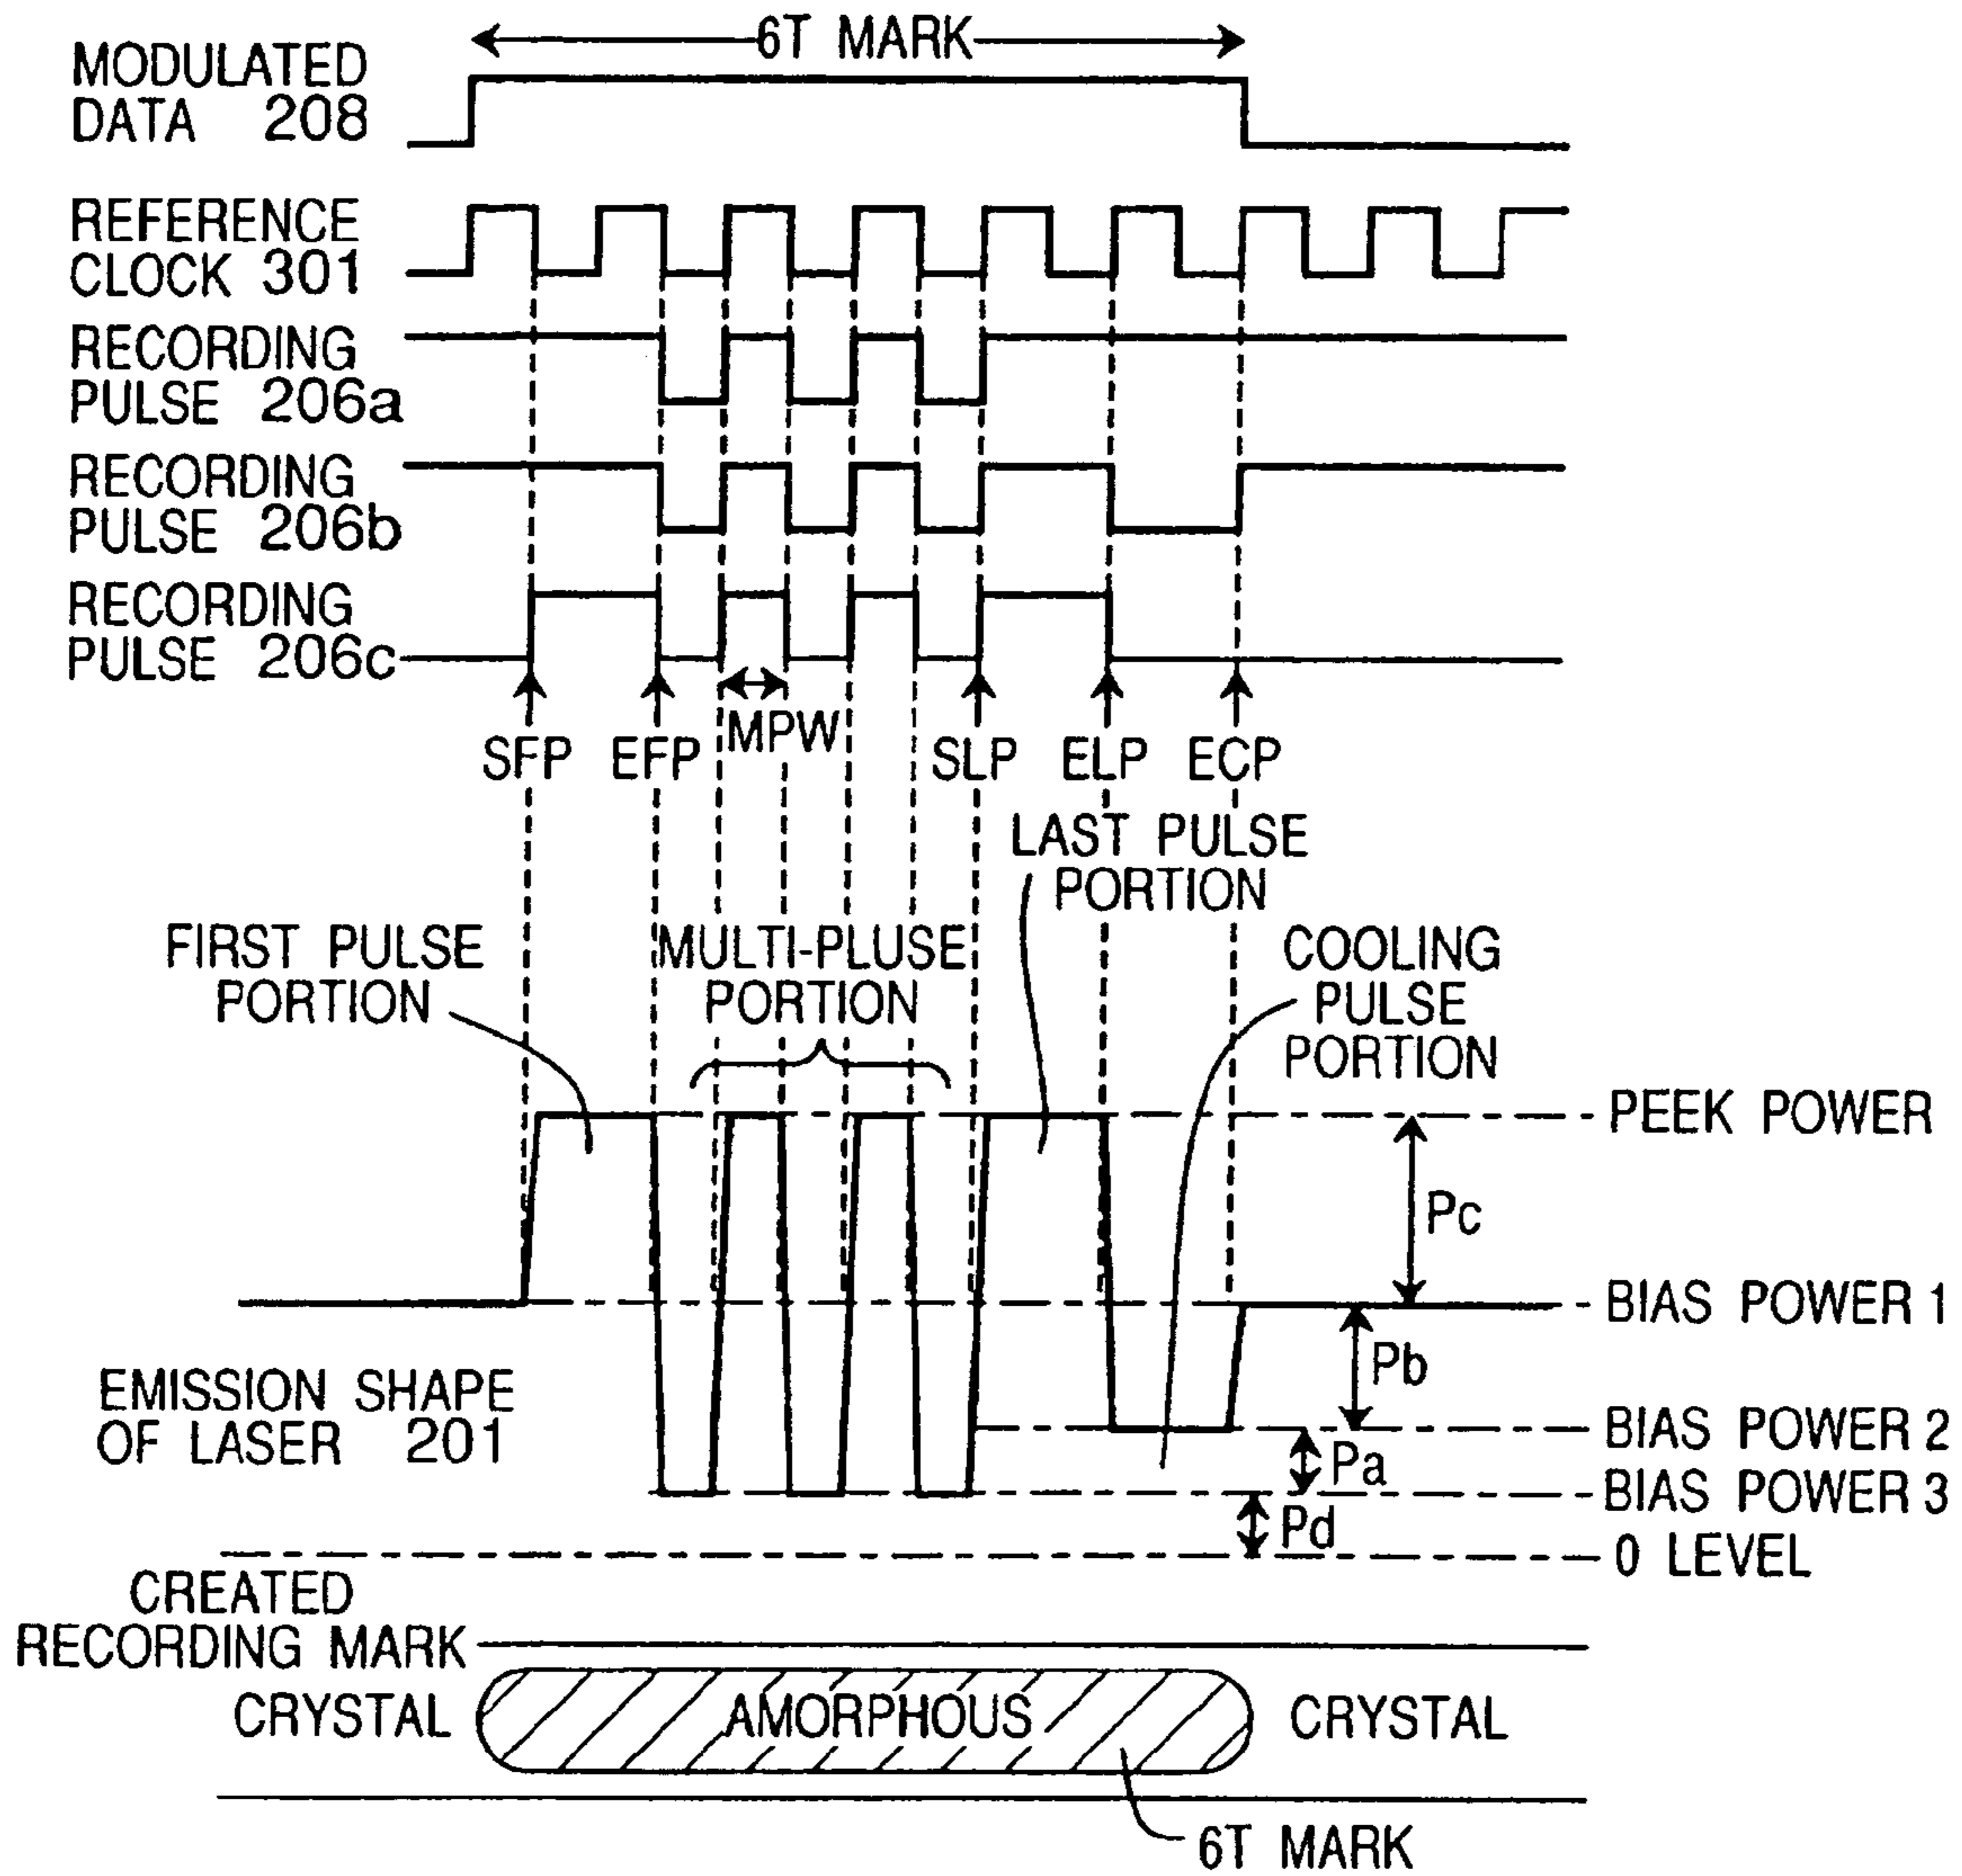 6T MARK
MODULATED
DATA 208
REFERENCE
CLOCK 301
RECORDING
PULSE 206a
RECORDING
PULSE 206b
RECORDING
PULSE 206c
MPW
SFP EFP SLP ELP ECP
LAST PULSE
PORTION
FIRST PULSE
PORTION
MULTI-PLUSE
PORTION
COOLING
PULSE
PORTION
PEEK POWER
Pc
BIAS POWER 1
Pb
EMISSION SHAPE
OF LASER 201
BIAS POWER 2
Pa
BIAS POWER 3
Pd
0 LEVEL
CREATED
RECORDING MARK
CRYSTAL AMORPHOUS CRYSTAL
6T MARK